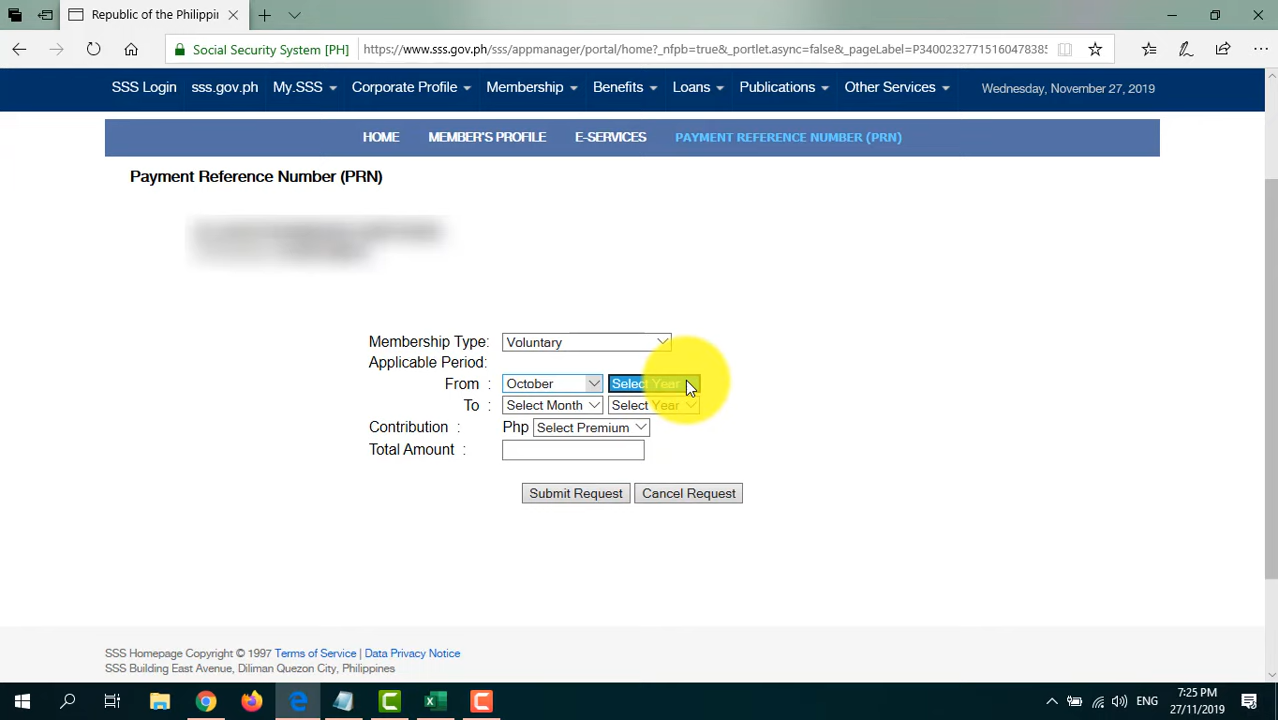 Republic of the Philippin
Social Security System [PH]
https://www.sss.gov.ph/sss/appmanager/portal/home?_nfpb=true&_portlet.async=false&_pageLabel=P3400232771516047838
SSS Login sss.gov.ph My.SSS Corporate Profile Membership Benefits Loans Publications Other Services Wednesday, November 27, 2019
HOME MEMBER'S PROFILE E-SERVICES PAYMENT REFERENCE NUMBER (PRN)
Payment Reference Number (PRN)
Membership Type: Voluntary
Applicable Period:
From : October Select Year
To : Select Month Select Year
Contribution : Php Select Premium
Total Amount :
Submit Request Cancel Request
SSS Homepage Copyright © 1997 Terms of Service | Data Privacy Notice
SSS Building East Avenue, Diliman Quezon City, Philippines
ENG
7:25 PM
27/11/2019